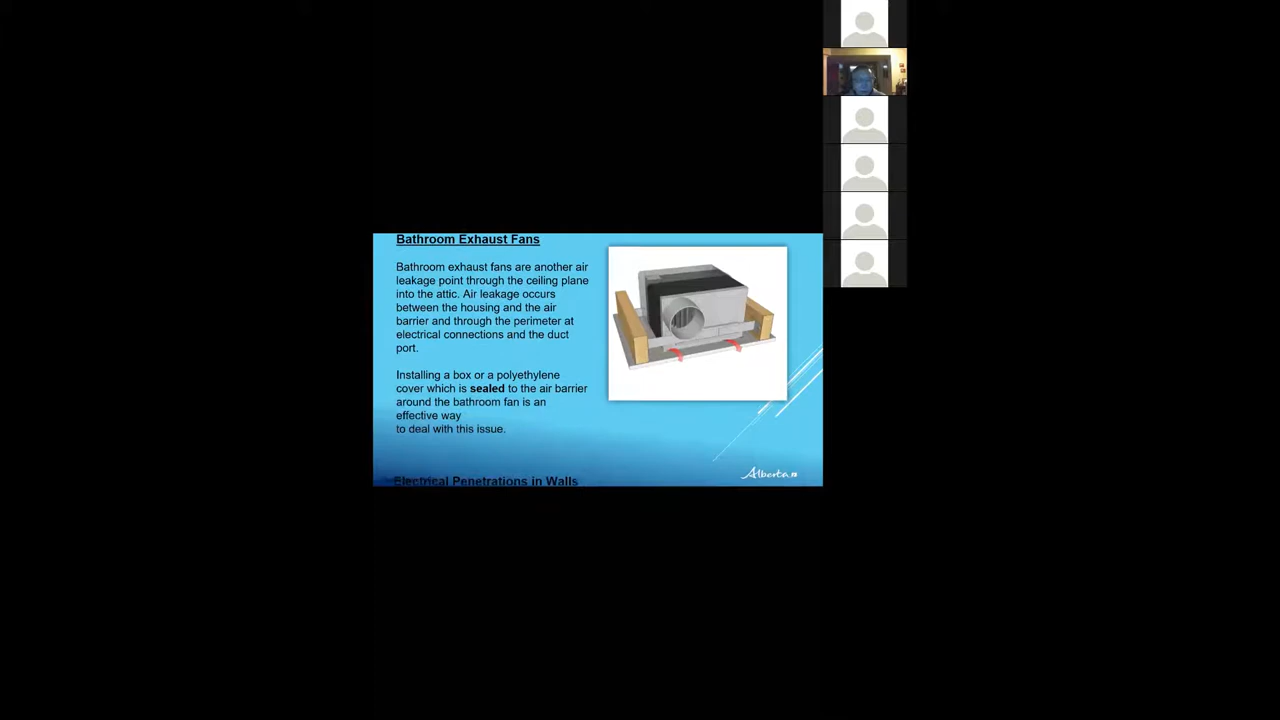 Bathroom Exhaust Fans
Bathroom exhaust fans are another air
leakage point through the ceiling plane
into the attic. Air leakage occurs
between the housing and the air
barrier and through the perimeter at
electrical connections and the duct
port.
Installing a box or a polyethylene
cover which is sealed to the air barrier
around the bathroom fan is an
effective way
to deal with this issue.
Alberta
Electrical Penetrations in Walls